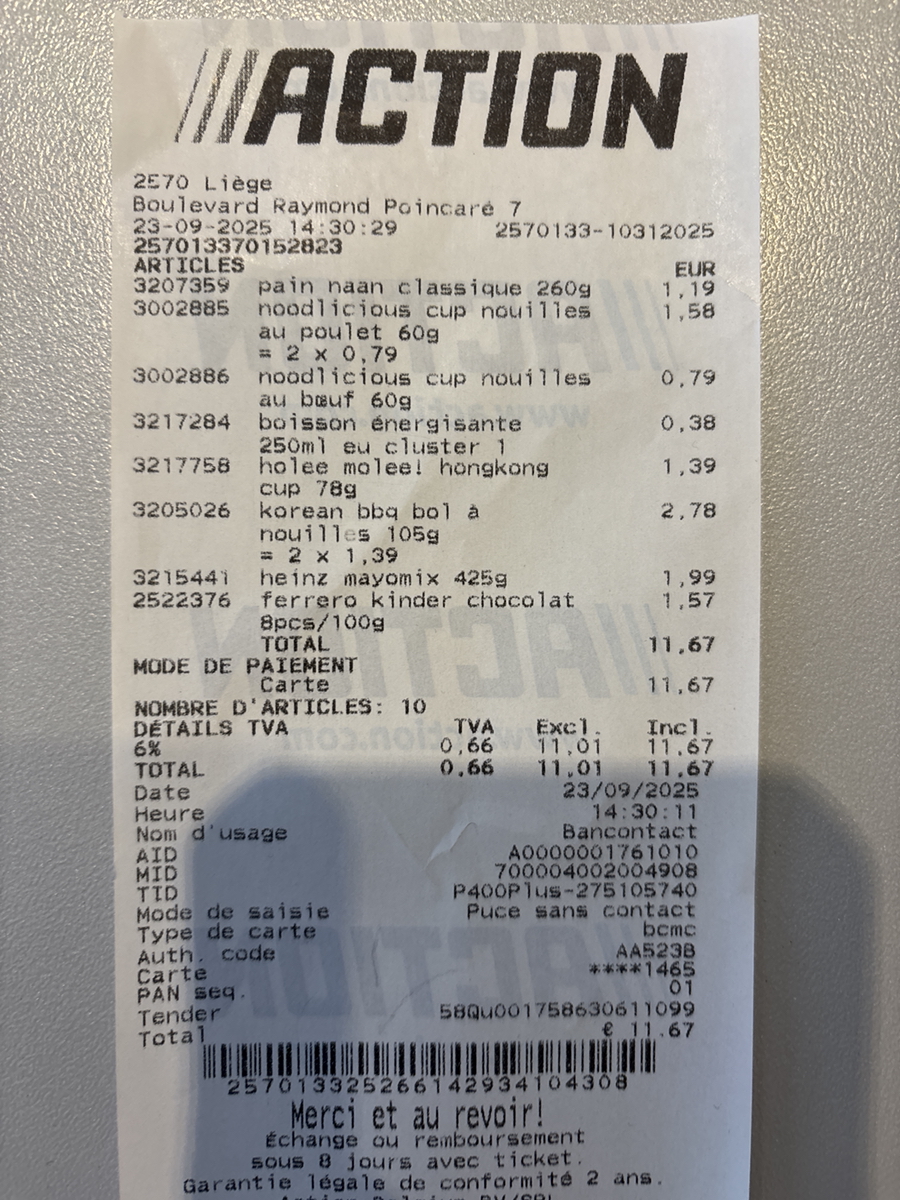 ///ACTION
2570 Liège
Boulevard Raymond Poincaré 7
23-09-2025 14:30:29 2570133-10312025
257013370152823
ARTICLES EUR
3207359 pain naan classique 260g 1,19
3002885 noodlicious cup nouilles 1,58
au poulet 60g
= 2 x 0,79
3002886 noodlicious cup nouilles 0,79
au bœuf 60g
3217284 boisson énergisante 0,38
250ml eu cluster 1
3217758 holee molee! hongkong 1,39
cup 78g
3205026 korean bbq bol à 2,78
nouilles 105g
= 2 x 1,39
3215441 heinz mayomix 425g 1,99
2522376 ferrero kinder chocolat 1,57
8pcs/100g
TOTAL 11,67
MODE DE PAIEMENT
Carte 11,67
NOMBRE D'ARTICLES: 10
DÉTAILS TVA TVA Excl. Incl.
6% 0,66 11,01 11,67
TOTAL 0,66 11,01 11,67
Date 23/09/2025
Heure 14:30:11
Nom d'usage Bancontact
AID A0000001761010
MID 700004002004908
TID P400Plus-275105740
Mode de saisie Puce sans contact
Type de carte bcmc
Auth. code AA523B
Carte ****1465
PAN seq. 01
Tender 58Qu001758630611099
Total € 11.67
257013325266142934104308
Merci et au revoir!
Échange ou remboursement
sous 8 jours avec ticket.
Garantie légale de conformité 2 ans.